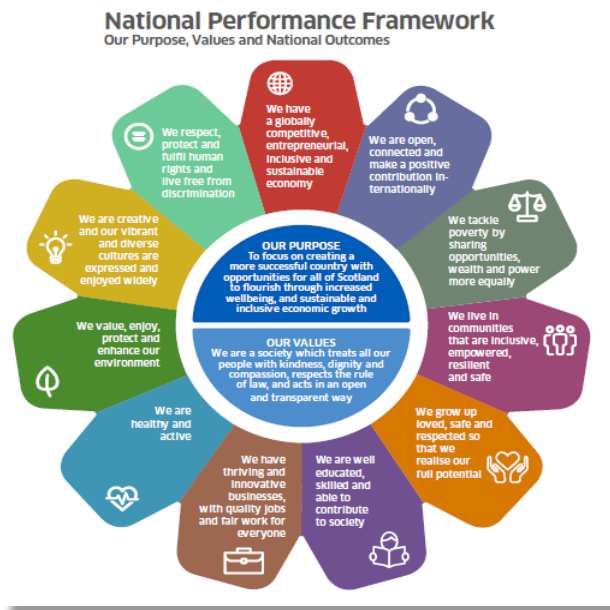 National Performance Framework
Our Purpose, Values and National Outcomes
We have
a globally
competitive,
entrepreneurial,
inclusive and
sustainable
economy
We are open,
connected and
make a positive
contribution in-
ternationally
We tackle
poverty by
sharing
opportunities,
wealth and power
more equally
We live in
communities
that are inclusive,
empowered,
resilient
and safe
We grow up
loved, safe and
respected so
that we
realise our
full potential
We are well
educated,
skilled and
able to
contribute
to society
We have
thriving and
innovative
businesses,
with quality jobs
and fair work for
everyone
We are
healthy and
active
We value, enjoy,
protect and
enhance our
environment
We are creative
and our vibrant
and diverse
cultures are
expressed and
enjoyed widely
We respect,
protect and
fulfil human
rights and
live free from
discrimination
OUR PURPOSE
To focus on creating a
more successful country with
opportunities for all of Scotland
to flourish through increased
wellbeing, and sustainable and
inclusive economic growth
OUR VALUES
We are a society which treats all our
people with kindness, dignity and
compassion, respects the rule
of law, and acts in an open
and transparent way